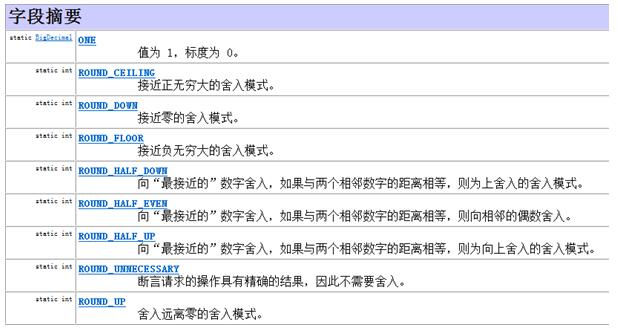 字段摘要
static BigDecimal ONE
值为 1，标度为 0。
static int ROUND_CEILING
接近正无穷大的舍入模式。
static int ROUND_DOWN
接近零的舍入模式。
static int ROUND_FLOOR
接近负无穷大的舍入模式。
static int ROUND_HALF_DOWN
向“最接近的”数字舍入，如果与两个相邻数字的距离相等，则为上舍入的舍入模式。
static int ROUND_HALF_EVEN
向“最接近的”数字舍入，如果与两个相邻数字的距离相等，则向相邻的偶数舍入。
static int ROUND_HALF_UP
向“最接近的”数字舍入，如果与两个相邻数字的距离相等，则为向上舍入的舍入模式。
static int ROUND_UNNECESSARY
断言请求的操作具有精确的结果，因此不需要舍入。
static int ROUND_UP
舍入远离零的舍入模式。